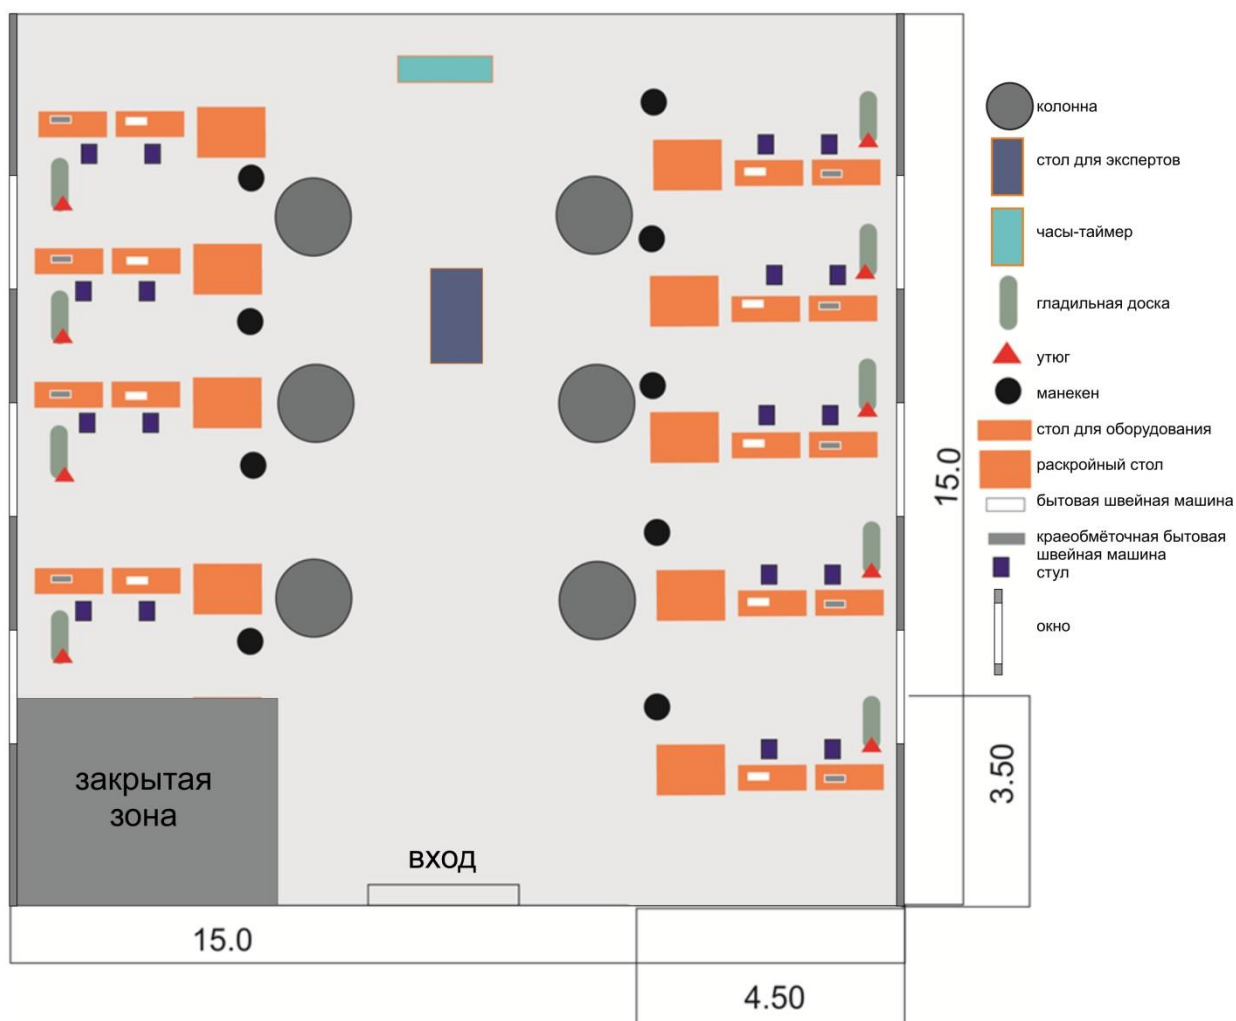 колонна
стол для экспертов
часы-таймер
гладильная доска
утюг
манекен
стол для оборудования
раскройный стол
бытовая швейная машина
краеобмёточная бытовая
швейная машина
стул
окно
15.0
3.50
закрытая
зона
вход
15.0
4.50